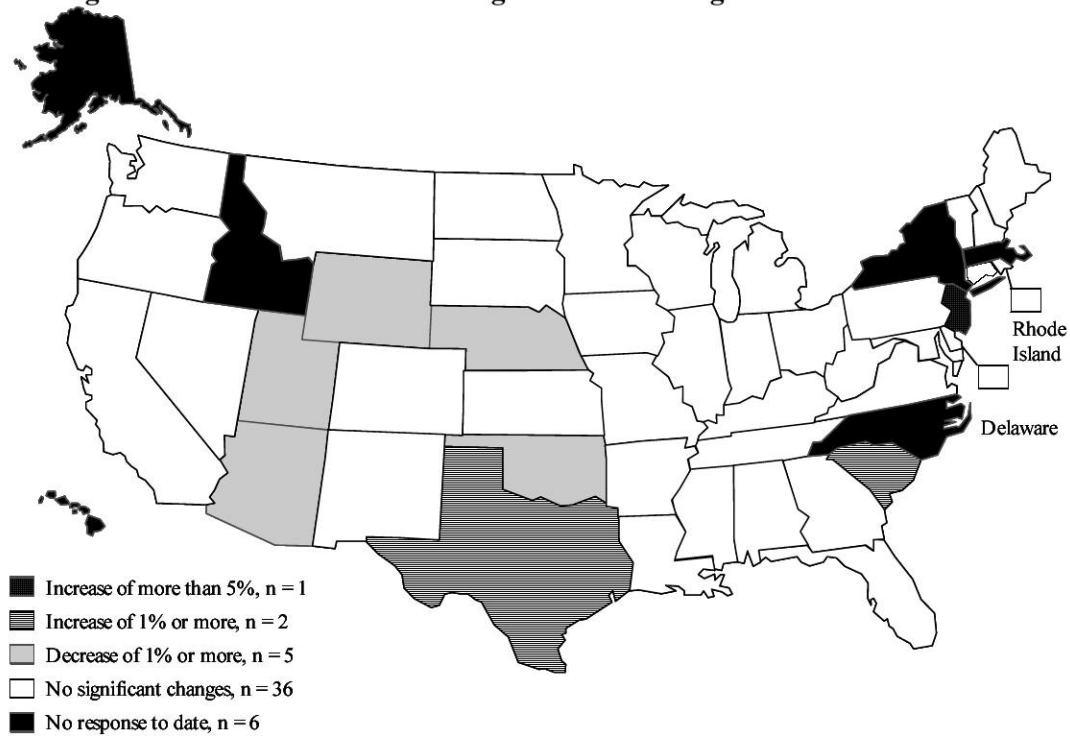 Rhode
Island
Delaware
Increase of more than 5%, n = 1
Increase of 1% or more, n = 2
Decrease of 1% or more, n = 5
No significant changes, n = 36
No response to date, n = 6